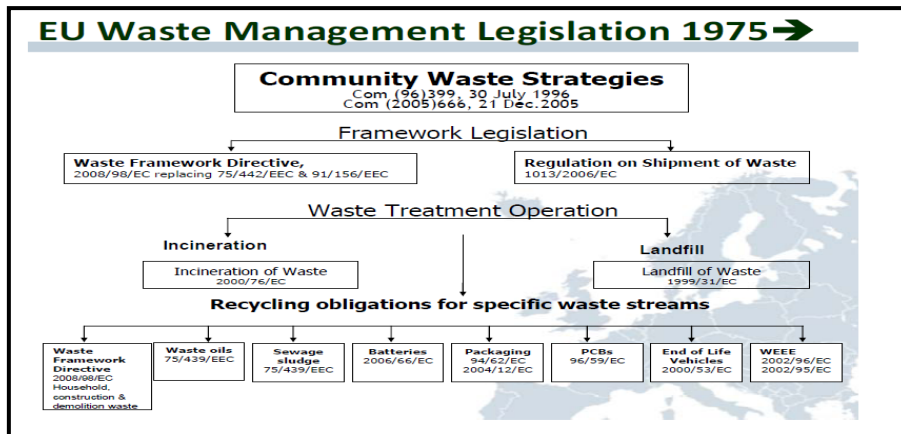 EU Waste Management Legislation 1975→
Community Waste Strategies
Com (96)399, 30 July 1996
Com (2005)666, 21 Dec.2005
Framework Legislation
Waste Framework Directive,
2008/98/EC replacing 75/442/EEC & 91/156/EEC
Regulation on Shipment of Waste
1013/2006/EC
Waste Treatment Operation
Incineration
Incineration of Waste
2000/76/EC
Landfill
Landfill of Waste
1999/31/EC
Recycling obligations for specific waste streams
Waste
Framework
Directive
2008/98/EC
Household,
construction &
demolition waste
Waste oils
75/439/EEC
Sewage
sludge
75/439/EEC
Batteries
2006/66/EC
Packaging
94/62/EC
2004/12/EC
PCBs
96/59/EC
End of Life
Vehicles
2000/53/EC
WEEE
2002/96/EC
2002/95/EC